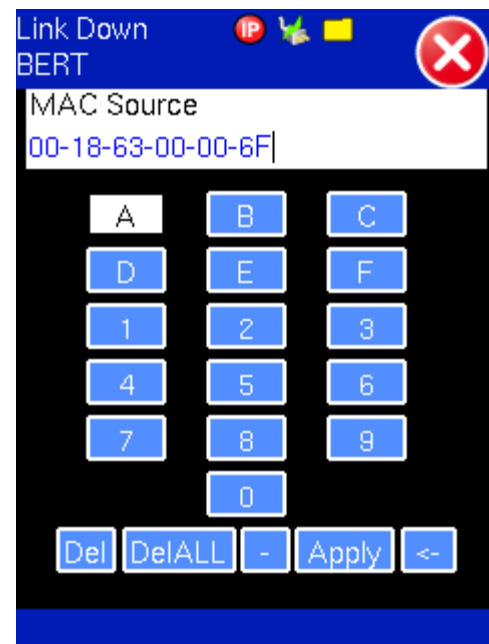 Link Down
IP
BERT
MAC Source
00-18-63-00-00-6F
A B C
D E F
1 2 3
4 5 6
7 8 9
0
Del DelALL - Apply <-